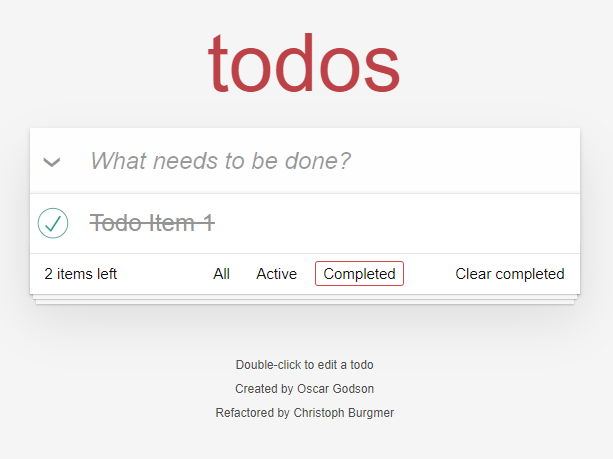 todos
What needs to be done?
Todo Item 1
2 items left All Active Completed Clear completed
Double-click to edit a todo
Created by Oscar Godson
Refactored by Christoph Burgmer